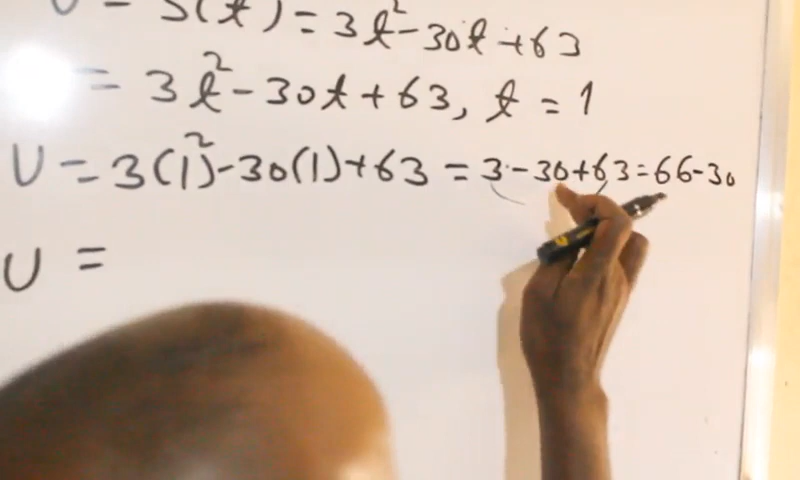 = S(t) = 3t² - 30t + 63
= 3t² - 30t + 63, t = 1
U = 3(1)² - 30(1) + 63 = 3 - 30 + 63 = 66 - 30
U =